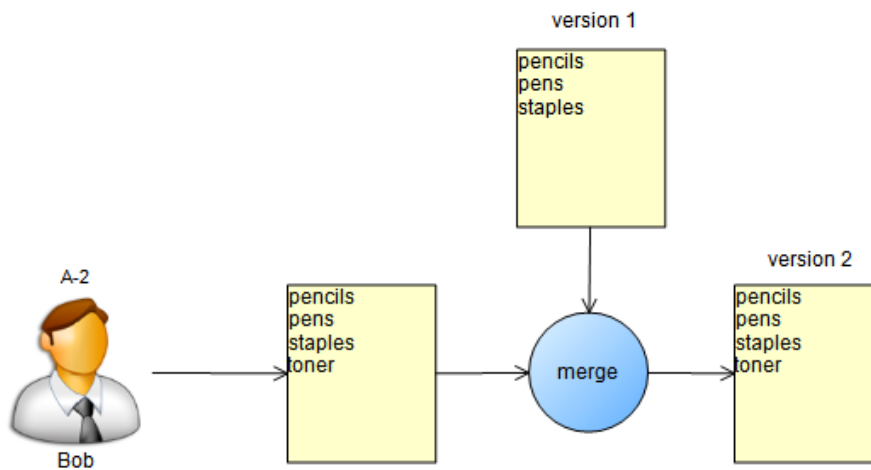 version 1
pencils
pens
staples
A-2
Bob
pencils
pens
staples
toner
merge
version 2
pencils
pens
staples
toner